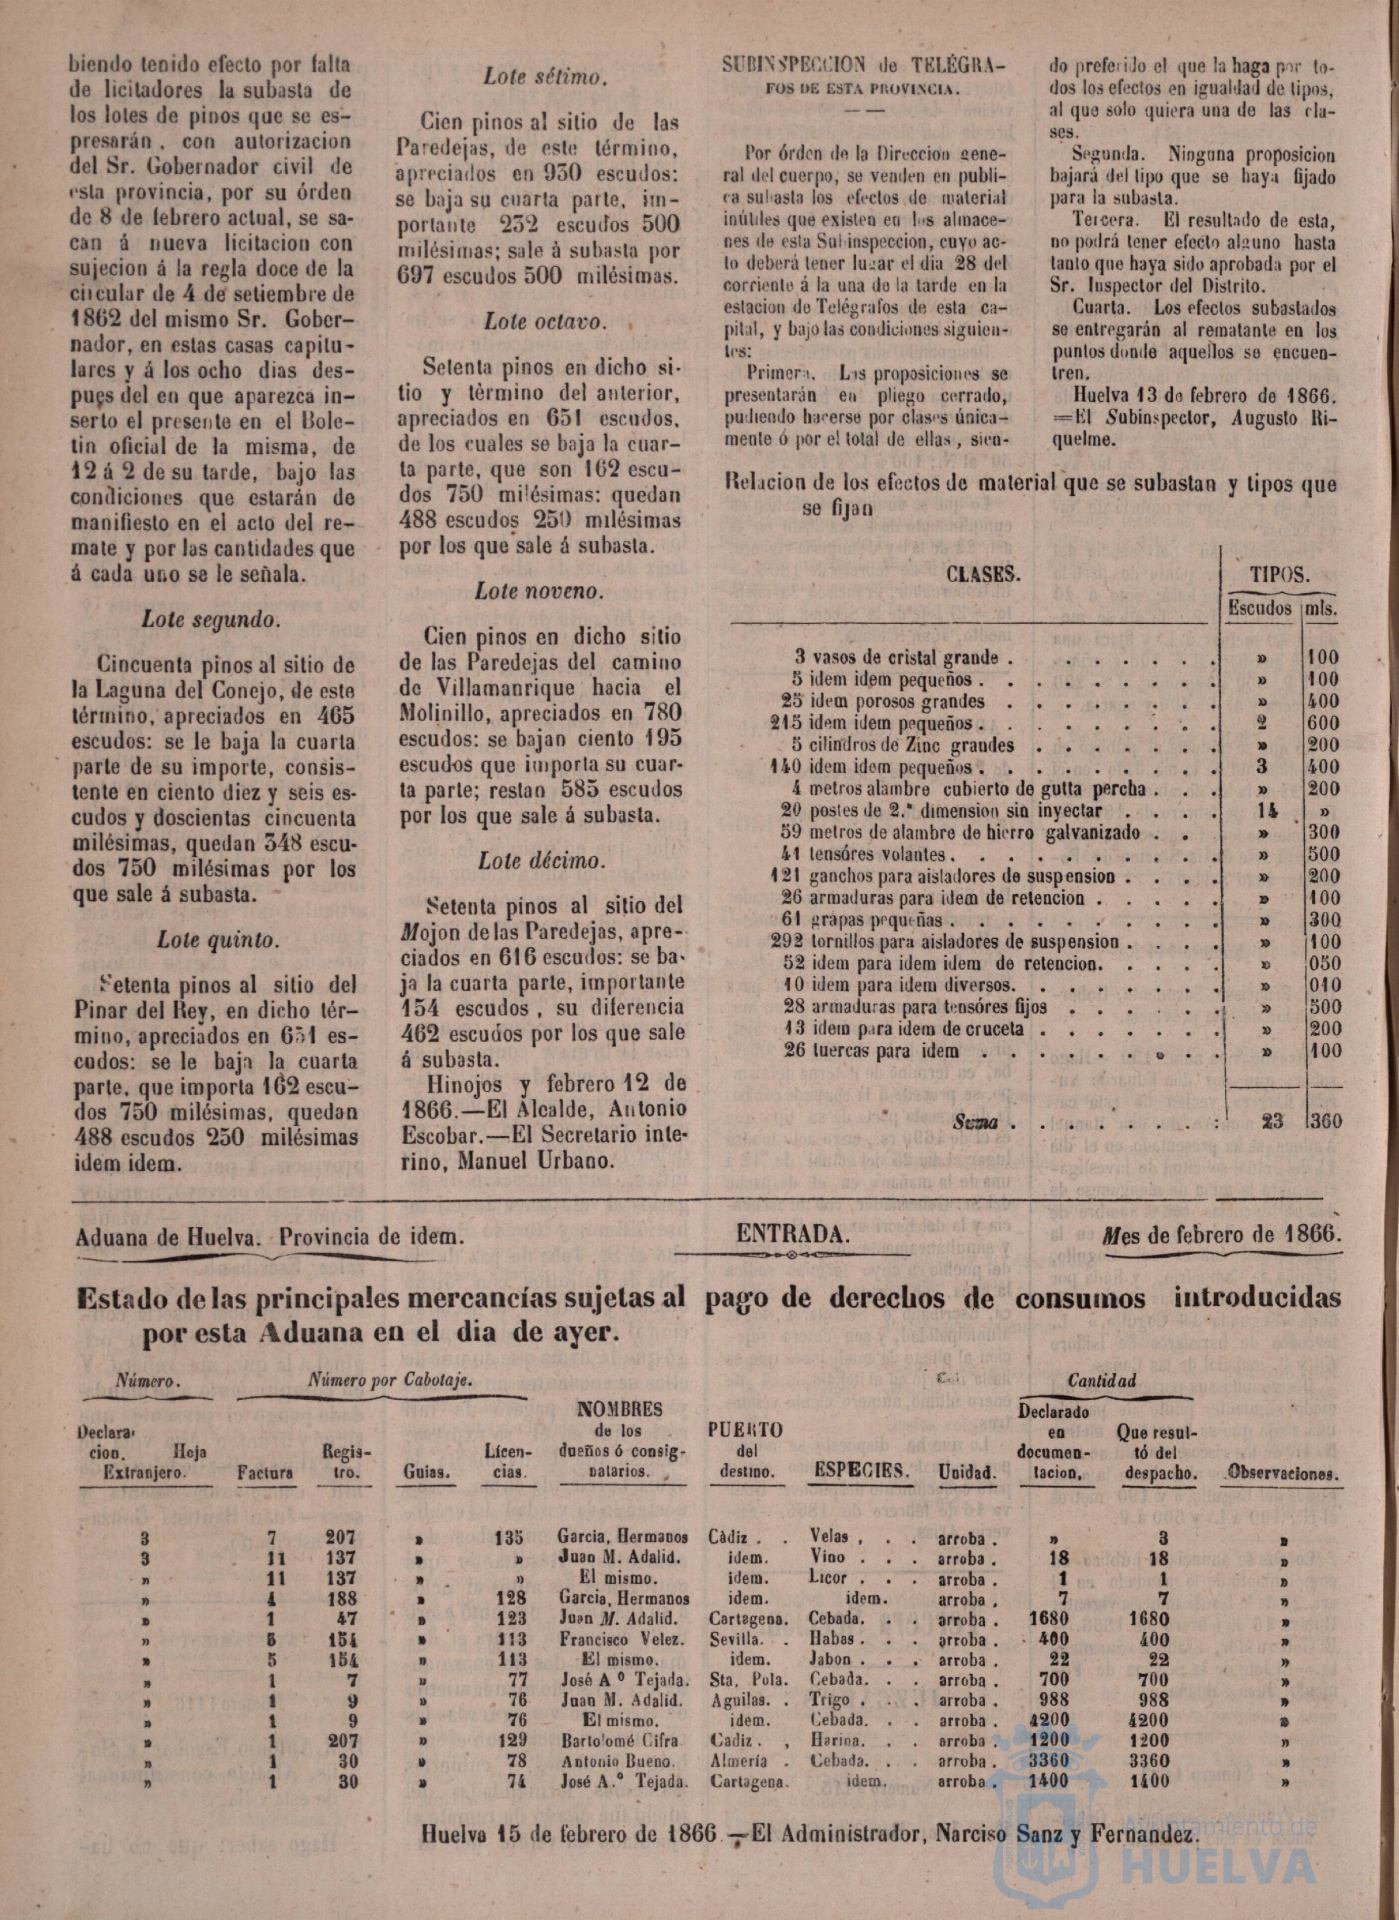 biendo tenido efecto por falta
de licitadores la subasta de
los lotes de pinos que se es-
presarán, con autorizacion
del Sr. Gobernador civil de
esta provincia, por su órden
de 8 de febrero actual, se sa-
can á nueva licitacion con
sujecion á la regla doce de la
circular de 4 de setiembre de
1862 del mismo Sr. Gober-
nador, en estas casas capitu-
lares y á los ocho dias des-
pues del en que aparezca in-
serto el presente en el Bole-
tin oficial de la misma, de
12 á 2 de su tarde, bajo las
condiciones que estarán de
manifiesto en el acto del re-
mate y por las cantidades que
á cada uno se le señala.
Lote segundo.
Cincuenta pinos al sitio de
la Laguna del Conejo, de este
término, apreciados en 465
escudos: se le baja la cuarta
parte de su importe, consis-
tente en ciento diez y seis es-
cudos y doscientas cincuenta
milésimas, quedan 348 escu-
dos 750 milésimas por los
que sale á subasta.
Lote quinto.
Setenta pinos al sitio del
Pinar del Rey, en dicho tér-
mino, apreciados en 651 es-
cudos: se le baja la cuarta
parte, que importa 162 escu-
dos 750 milésimas, quedan
488 escudos 250 milésimas
idem idem.
Lote sétimo.
Cien pinos al sitio de las
Paredejas, de este término,
apreciados en 930 escudos:
se baja su cuarta parte, im-
portante 232 escudos 500
milésimas; sale á subasta por
697 escudos 500 milésimas.
Lote octavo.
Setenta pinos en dicho si-
tio y tèrmino del anterior,
apreciados en 651 escudos,
de los cuales se baja la cuar-
ta parte, que son 162 escu-
dos 750 milésimas: quedan
488 escudos 250 milésimas
por los que sale á subasta.
Lote noveno.
Cien pinos en dicho sitio
de las Paredejas del camino
de Villamanrique hacia el
Molinillo, apreciados en 780
escudos: se bajan ciento 195
escudos que importa su cuar-
ta parte; restan 585 escudos
por los que sale á subasta.
Lote décimo.
Setenta pinos al sitio del
Mojon de las Paredejas, apre-
ciados en 616 escudos: se ba-
ja la cuarta parte, importante
154 escudos, su diferencia
462 escudos por los que sale
á subasta.
Hinojos y febrero 12 de
1866.—El Alcalde, Antonio
Escobar.—El Secretario inte-
rino, Manuel Urbano.
SUBINSPECCION de TELÉGRA-
FOS DE ESTA PROVINCIA.
Por órden de la Direccion gene-
ral del cuerpo, se venden en públi-
ca subasta los efectos de material
inútiles que existen en los almace-
nes de esta Subinspeccion, cuyo ac-
to deberá tener lugar el dia 28 del
corriente á la una de la tarde en la
estacion de Telégrafos de esta ca-
pital, y bajo las condiciones siguien-
tes:
Primera. Las proposiciones se
presentarán en pliego cerrado,
pudiendo hacerse por clases única-
mente ó por el total de ellas, sien-
do preferido el que la haga por to-
dos los efectos en igualdad de tipos,
al que solo quiera una de las cla-
ses.
Segunda. Ninguna proposicion
bajará del tipo que se haya fijado
para la subasta.
Tercera. El resultado de esta,
no podrá tener efecto alguno hasta
tanto que haya sido aprobada por el
Sr. Inspector del Distrito.
Cuarta. Los efectos subastados
se entregarán al rematante en los
puntos donde aquellos se encuen-
tren.
Huelva 13 de febrero de 1866.
=El Subinspector, Augusto Ri-
quelme.
Relacion de los efectos de material que se subastan y tipos que
se fijan
CLASES. TIPOS.
Escudos mls.
3 vasos de cristal grande . . . . . . . » 100
5 idem idem pequeños . . . . . . . . . » 100
25 idem porosos grandes . . . . . . . . » 400
215 idem idem pequeños . . . . . . . . 2 600
5 cilindros de Zinc grandes . . . . . . . » 200
140 idem idem pequeños . . . . . . . . 3 400
4 metros alambre cubierto de gutta percha . . . » 200
20 postes de 2.ª dimension sin inyectar . . . . 14 »
59 metros de alambre de hierro galvanizado . . » 300
41 tensóres volantes . . . . . . . . . . » 500
121 ganchos para aisladores de suspension . . . . » 200
26 armaduras para idem de retencion . . . . . » 100
61 grapas pequeñas . . . . . . . . . . » 300
292 tornillos para aisladores de suspension . . . . » 100
52 idem para idem idem de retencion. . . . . » 050
10 idem para idem diversos. . . . . . . . » 010
28 armaduras para tensóres fijos . . . . . . » 500
13 idem para idem de cruceta . . . . . . . » 200
26 tuercas para idem . . . . . . . . . » 100
Suma . . . . . . . : 23 360
Aduana de Huelva. Provincia de idem. ENTRADA. Mes de febrero de 1866.
Estado de las principales mercancías sujetas al pago de derechos de consumos introducidas
por esta Aduana en el dia de ayer.
Número. Número por Cabotaje. Cantidad
NOMBRES Declarado
Declara- de los PUERTO en Que resul-
cion. Hoja Regis- Licen- dueños ó consig- del documen- tó del
Extranjero. Factura tro. Guias. cias. natarios. destino. ESPECIES. Unidad. tacion, despacho. Observaciones.
3 7 207 » 135 Garcia, Hermanos Càdiz . . Velas , . . arroba . » 3 »
3 11 137 » » Juan M. Adalid. idem. Vino . . . arroba . 18 18 »
» 11 137 » » El mismo. idem. Licor . . . arroba . 1 1 »
» 4 188 » 128 Garcia, Hermanos idem. idem. arroba . 7 7 »
» 1 47 » 123 Juan M. Adalid. Cartagena. Cebada. . . arroba . 1680 1680 »
» 5 154 » 113 Francisco Velez. Sevilla. . Habas . . . arroba . 400 400 »
» 5 154 » 113 El mismo. idem. Jabon . . . arroba . 22 22 »
» 1 7 » 77 José A º Tejada. Sta. Pola. Cebada. . . arroba . 700 700 »
» 1 9 » 76 Juan M. Adalid. Aguilas. . Trigo . . . arroba . 988 988 »
» 1 9 » 76 El mismo. idem. Cebada. . . arroba . 4200 4200 »
» 1 207 » 129 Bartolomé Cifra Cadiz . , Harina. . . arroba . 1200 1200 »
» 1 30 » 78 Antonio Bueno. Almería . Cebada. . . arroba . 3360 3360 »
» 1 30 » 74 José A.º Tejada. Cartagena. idem. arroba . 1400 1400 »
Huelva 15 de febrero de 1866.—El Administrador, Narciso Sanz y Fernandez.
Ayuntamiento de
HUELVA